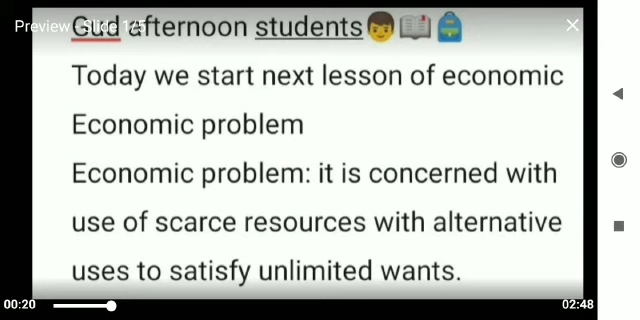 Preview - Slide 1/5
Gud afternoon students👦📖🎒
Today we start next lesson of economic
Economic problem
Economic problem: it is concerned with
use of scarce resources with alternative
uses to satisfy unlimited wants.
00:20
02:48